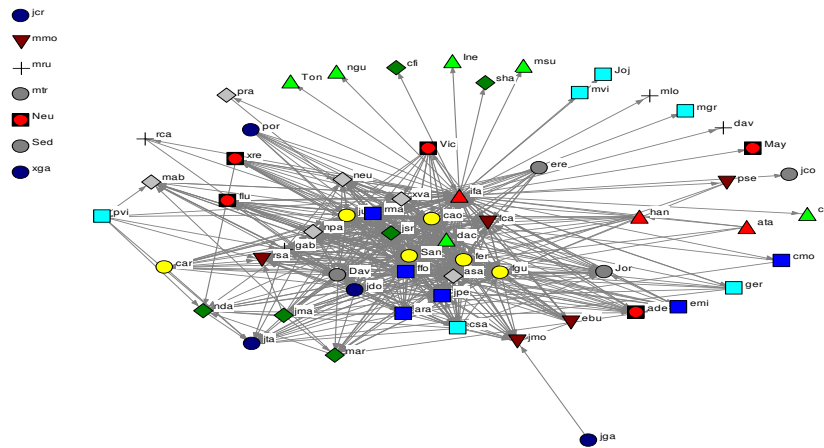 jcr
mmo
mru
mtr
Neu
Sed
xga
Ton
ngu
cfi
Ine
sha
msu
Joj
mvi
mlo
mgr
dav
May
jco
pse
c
pra
por
rca
xre
Vic
mab
neu
ere
flu
xva
ifa
rma
cao
lca
han
ata
pvi
npa
jsr
dac
gab
rsa
San
fer
cmo
car
Dav
ffo
asa
fgu
Jor
ger
jdo
jpe
emi
nda
jma
ara
csa
ade
ebu
jta
mar
jmo
jga